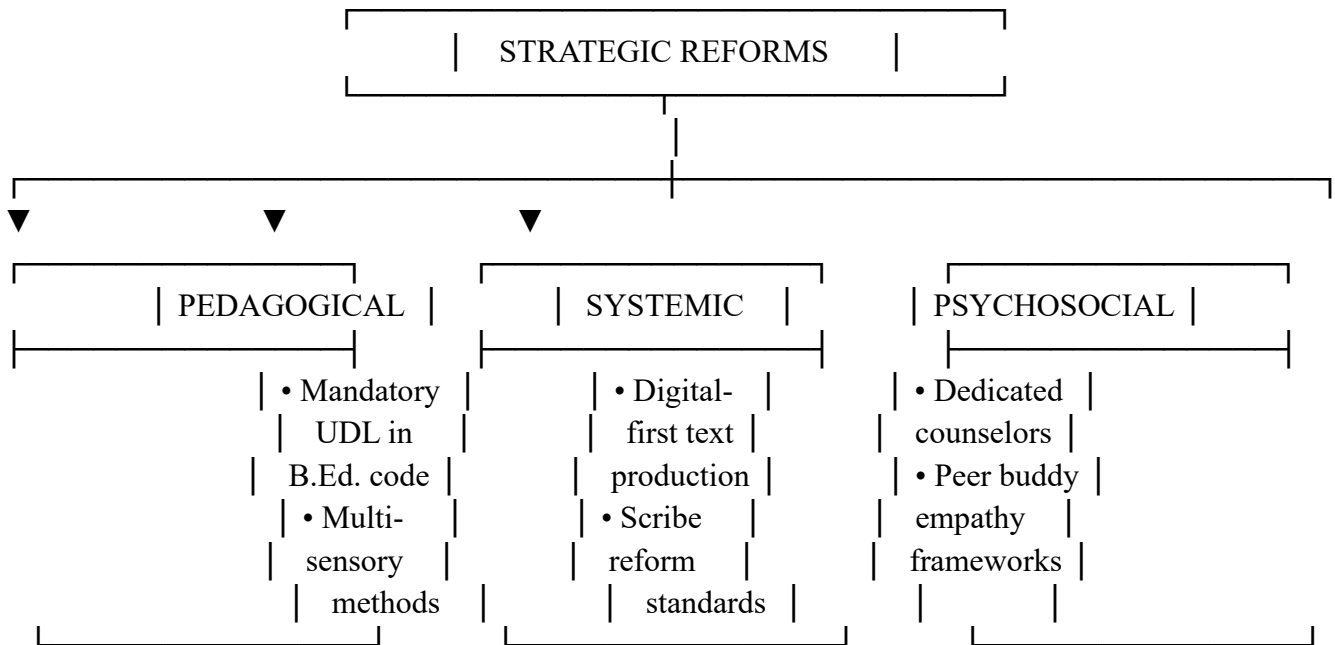 STRATEGIC REFORMS
PEDAGOGICAL
SYSTEMIC
PSYCHOSOCIAL
• Mandatory
UDL in
B.Ed. code
• Multi-
sensory
methods
• Digital-
first text
production
• Scribe
reform
standards
• Dedicated
counselors
• Peer buddy
empathy
frameworks